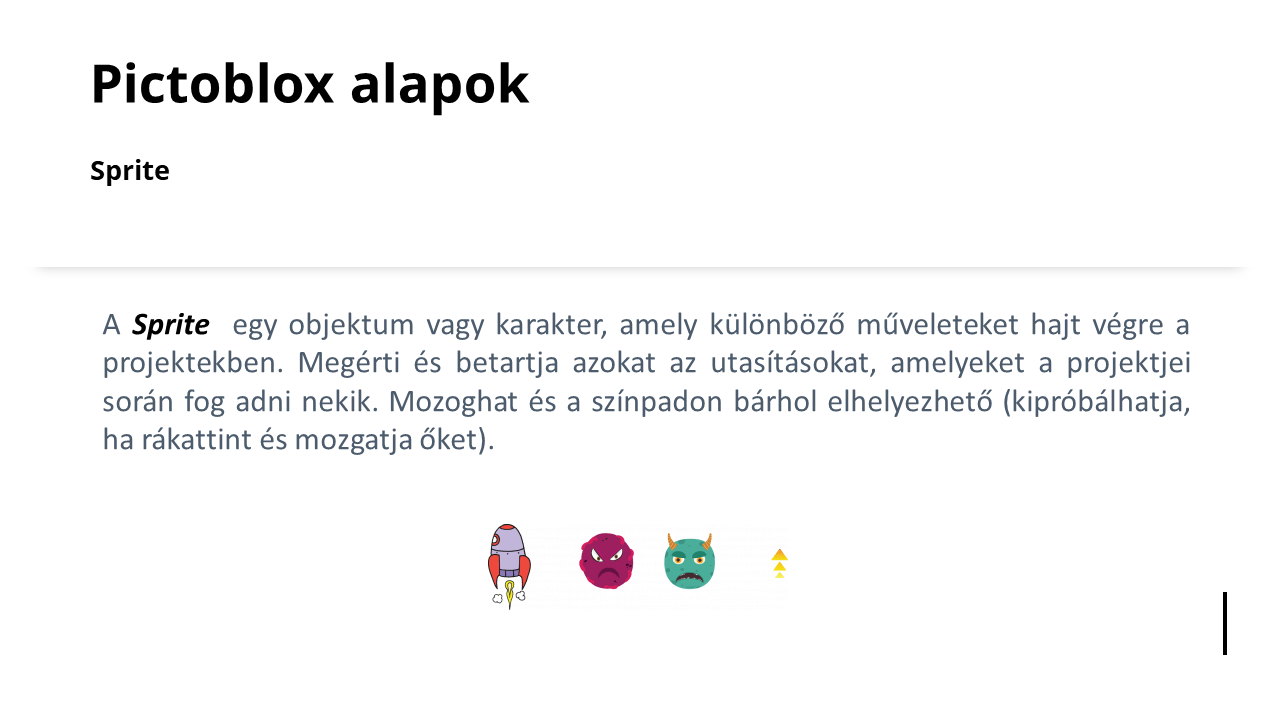 Pictoblox alapok
Sprite
A Sprite egy objektum vagy karakter, amely különböző műveleteket hajt végre a
projektekben. Megérti és betartja azokat az utasításokat, amelyeket a projektjei
során fog adni nekik. Mozoghat és a színpadon bárhol elhelyezhető (kipróbálhatja,
ha rákattint és mozgatja őket).